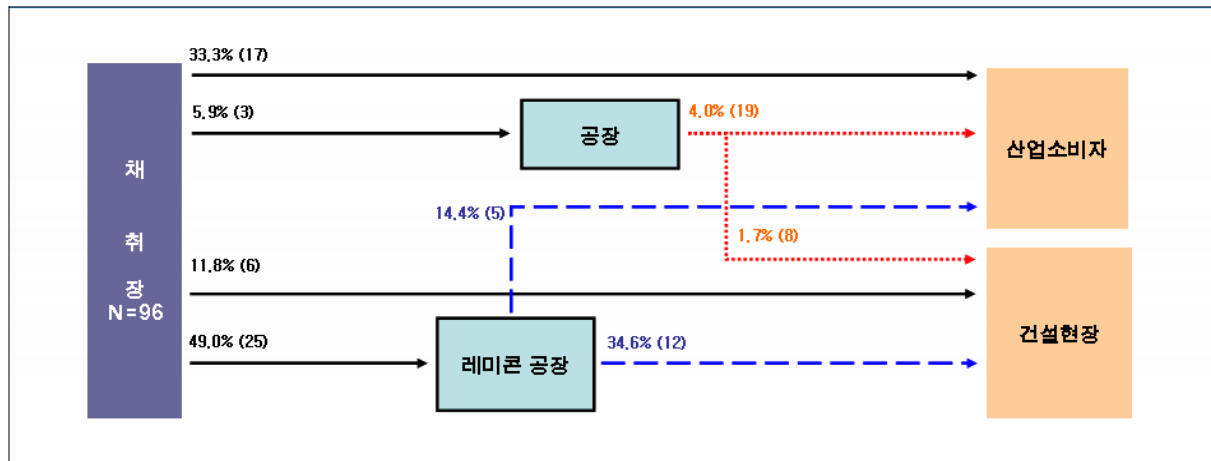 33.3% (17)
5.9% (3)
공장
4.0% (19)
산업소비자
채
취
장
N=96
14.4% (5)
1.7% (8)
11.8% (6)
49.0% (25)
레미콘 공장
34.6% (12)
건설현장